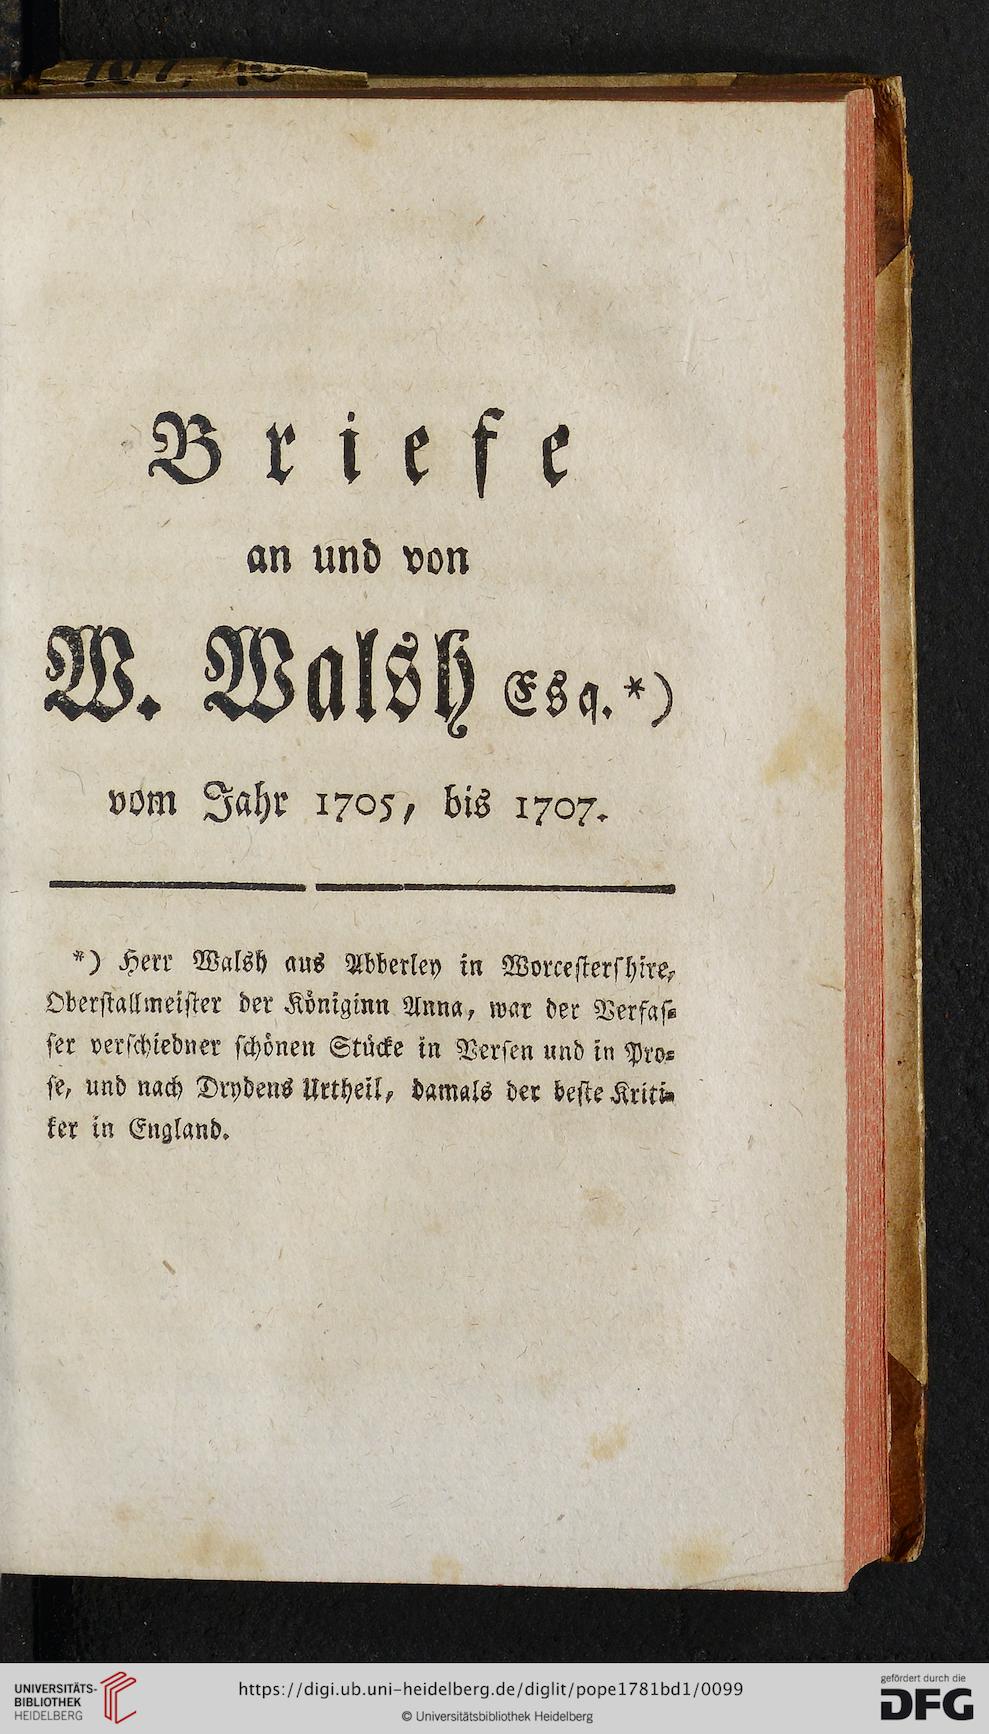 Briefe
an und von
W. Walsh Esq.*)
vom Jahr 1705, bis 1707.
*) Herr Walsh aus Abberley in Worcestershire,
Oberstallmeister der Königinn Anna, war der Verfas=
ser verschiedner schönen Stücke in Versen und in Pro=
se, und nach Drydens Urtheil, damals der beste Kriti=
ker in England.
UNIVERSITÄTS-
BIBLIOTHEK
HEIDELBERG
https://digi.ub.uni-heidelberg.de/diglit/pope1781bd1/0099
© Universitätsbibliothek Heidelberg
gefördert durch die
DFG